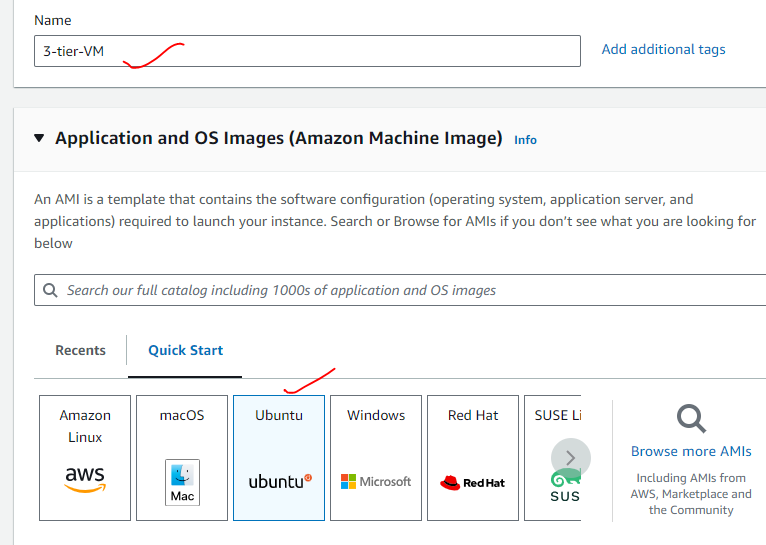 Name
3-tier-VM
Add additional tags
Application and OS Images (Amazon Machine Image) Info
An AMI is a template that contains the software configuration (operating system, application server, and
applications) required to launch your instance. Search or Browse for AMIs if you don’t see what you are looking for
below
Search our full catalog including 1000s of application and OS images
Recents
Quick Start
Amazon
Linux
aws
macOS
Mac
Ubuntu
ubuntu
Windows
Microsoft
Red Hat
Red Hat
SUSE Li
SUS
Browse more AMIs
Including AMIs from
AWS, Marketplace and
the Community